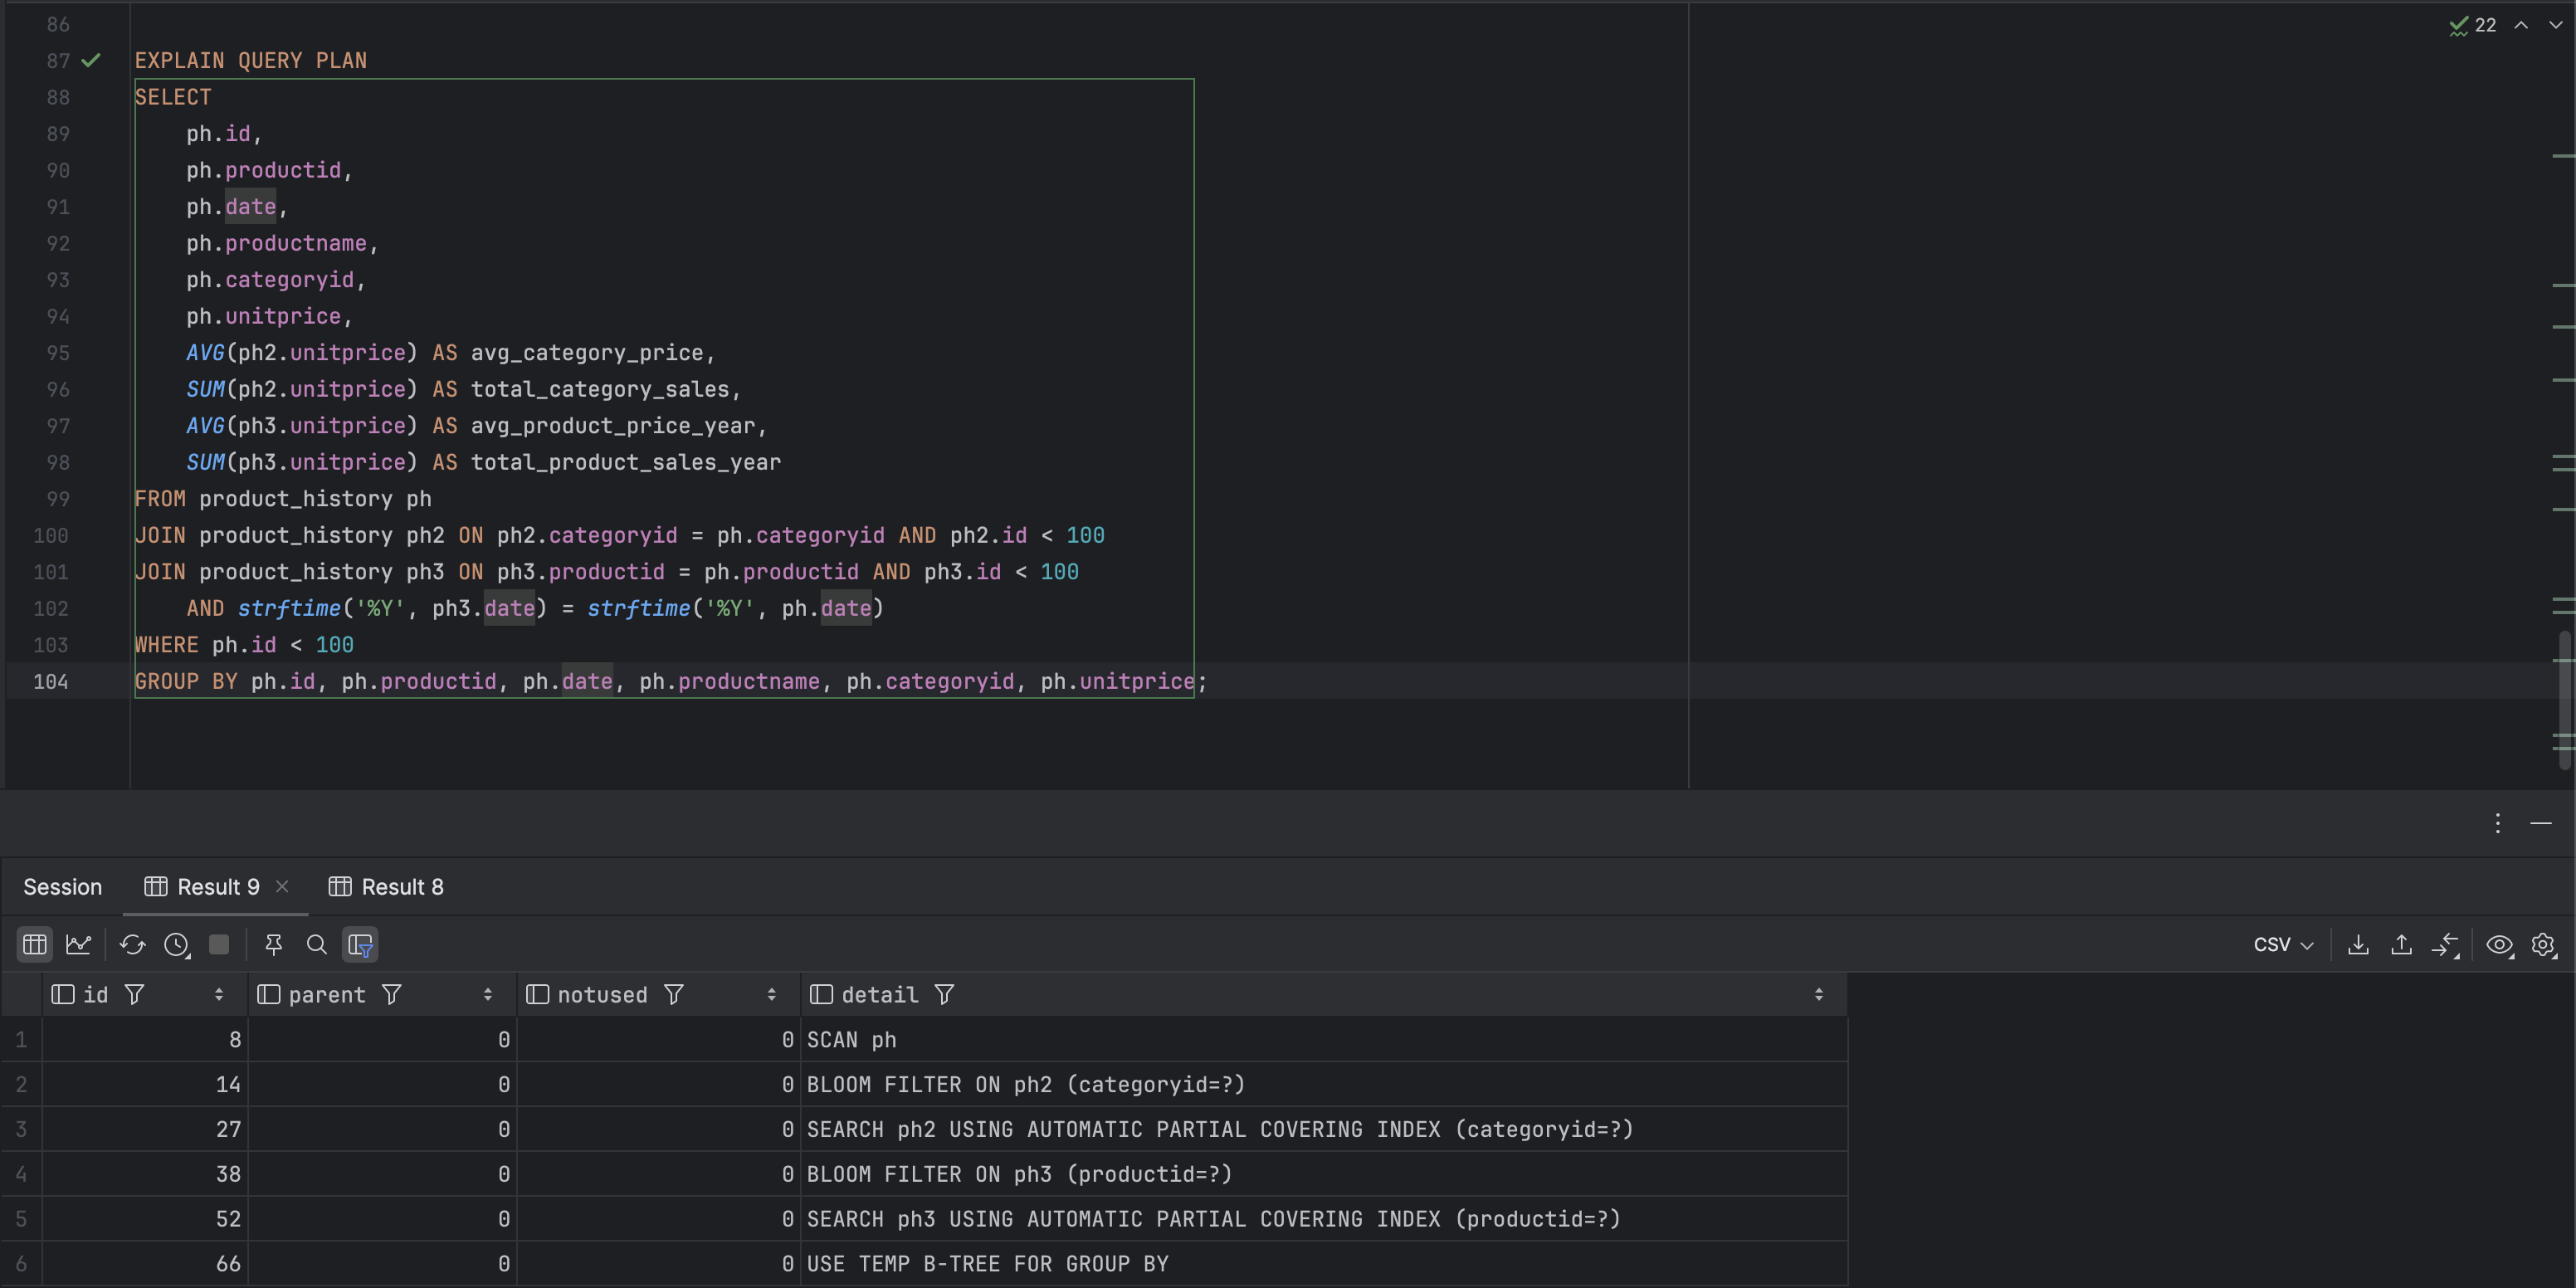 86
22
87 EXPLAIN QUERY PLAN
88 SELECT
89 ph.id,
90 ph.productid,
91 ph.date,
92 ph.productname,
93 ph.categoryid,
94 ph.unitprice,
95 AVG(ph2.unitprice) AS avg_category_price,
96 SUM(ph2.unitprice) AS total_category_sales,
97 AVG(ph3.unitprice) AS avg_product_price_year,
98 SUM(ph3.unitprice) AS total_product_sales_year
99 FROM product_history ph
100 JOIN product_history ph2 ON ph2.categoryid = ph.categoryid AND ph2.id < 100
101 JOIN product_history ph3 ON ph3.productid = ph.productid AND ph3.id < 100
102 AND strftime('%Y', ph3.date) = strftime('%Y', ph.date)
103 WHERE ph.id < 100
104 GROUP BY ph.id, ph.productid, ph.date, ph.productname, ph.categoryid, ph.unitprice;
Session Result 9 Result 8
CSV
id parent notused detail
1 8 0 0 SCAN ph
2 14 0 0 BLOOM FILTER ON ph2 (categoryid=?)
3 27 0 0 SEARCH ph2 USING AUTOMATIC PARTIAL COVERING INDEX (categoryid=?)
4 38 0 0 BLOOM FILTER ON ph3 (productid=?)
5 52 0 0 SEARCH ph3 USING AUTOMATIC PARTIAL COVERING INDEX (productid=?)
6 66 0 0 USE TEMP B-TREE FOR GROUP BY